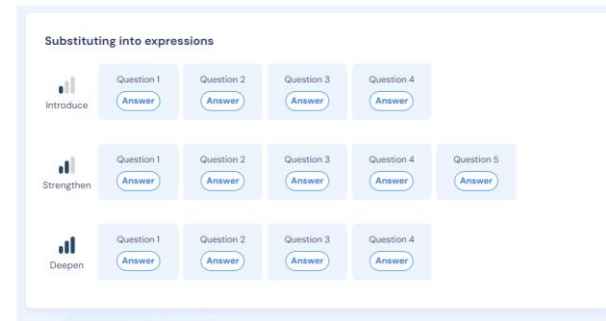 Substituting into expressions
Question 1 Question 2 Question 3 Question 4
Answer Answer Answer Answer
Introduce
Question 1 Question 2 Question 3 Question 4 Question 5
Answer Answer Answer Answer Answer
Strengthen
Question 1 Question 2 Question 3 Question 4
Answer Answer Answer Answer
Deepen